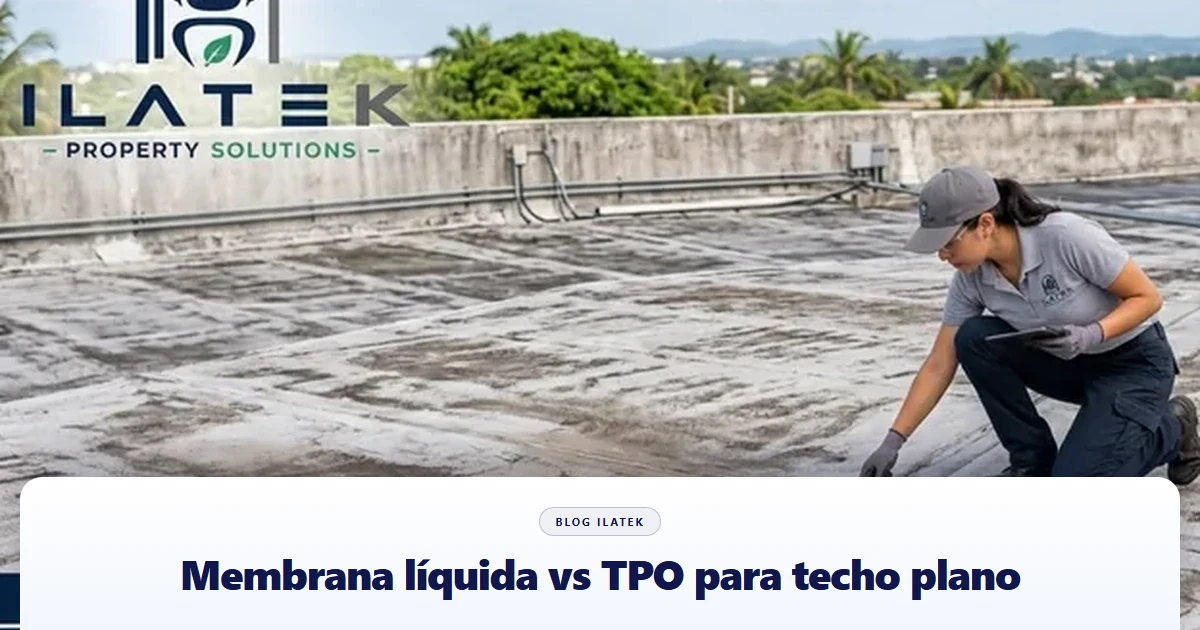 ILATEK
– PROPERTY SOLUTIONS –
BLOG ILATEK
Membrana líquida vs TPO para techo plano